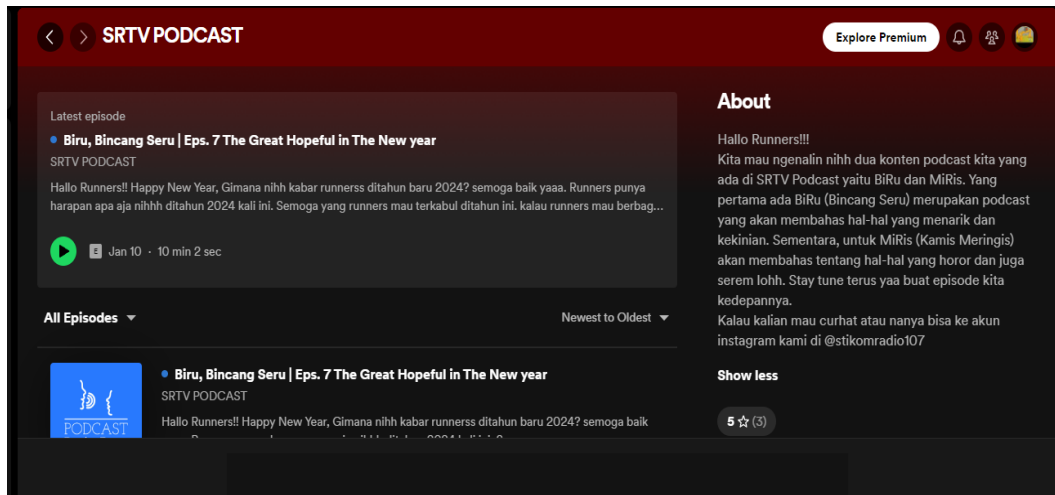 SRTV PODCAST
Explore Premium
Latest episode
Biru, Bincang Seru | Eps. 7 The Great Hopeful in The New year
SRTV PODCAST
Hallo Runners!! Happy New Year, Gimana nihh kabar runnerss ditahun baru 2024? semoga baik yaaa. Runners punya
harapan apa aja nihhh ditahun 2024 kali ini. Semoga yang runners mau terkabul ditahun ini. kalau runners mau berbag...
E Jan 10 · 10 min 2 sec
All Episodes
Newest to Oldest
PODCAST
Biru, Bincang Seru | Eps. 7 The Great Hopeful in The New year
SRTV PODCAST
Hallo Runners!! Happy New Year, Gimana nihh kabar runnerss ditahun baru 2024? semoga baik
About
Hallo Runners!!!
Kita mau ngenalin nihh dua konten podcast kita yang
ada di SRTV Podcast yaitu BiRu dan MiRis. Yang
pertama ada BiRu (Bincang Seru) merupakan podcast
yang akan membahas hal-hal yang menarik dan
kekinian. Sementara, untuk MiRis (Kamis Meringis)
akan membahas tentang hal-hal yang horor dan juga
serem lohh. Stay tune terus yaa buat episode kita
kedepannya.
Kalau kalian mau curhat atau nanya bisa ke akun
instagram kami di @stikomradio107
Show less
5 (3)